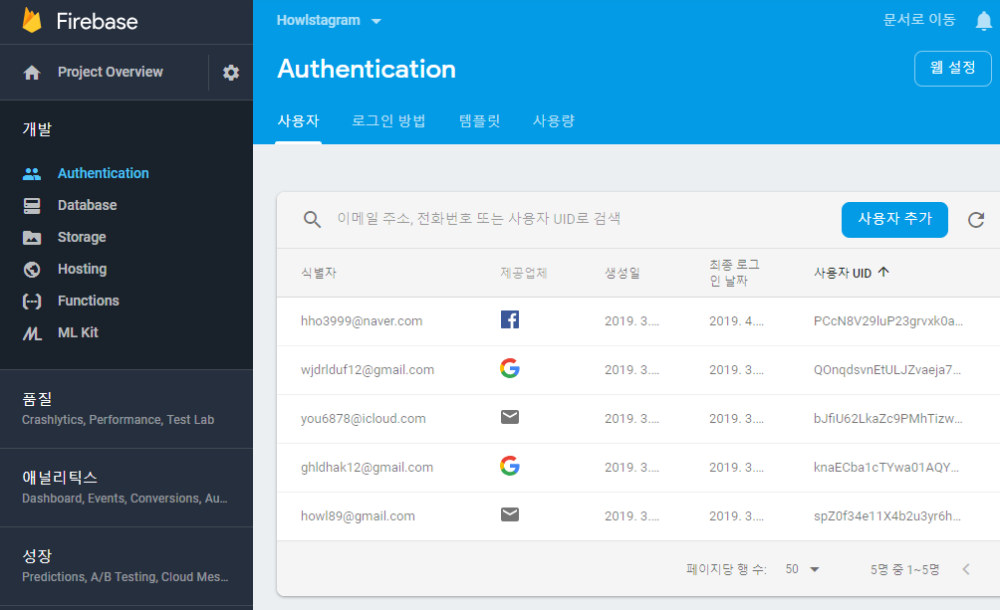 Firebase
Project Overview
개발
Authentication
Database
Storage
Hosting
Functions
ML Kit
품질
Crashlytics, Performance, Test Lab
애널리틱스
Dashboard, Events, Conversions, Au...
성장
Predictions, A/B Testing, Cloud Mes...
Howlstagram
문서로 이동
Authentication
웹 설정
사용자 로그인 방법 템플릿 사용량
이메일 주소, 전화번호 또는 사용자 UID로 검색
사용자 추가
식별자 제공업체 생성일 최종 로그인 날짜 사용자 UID
hho3999@naver.com 2019. 3.... 2019. 4.... PCcN8V29luP23grvxk0a...
wjdrlduf12@gmail.com 2019. 3.... 2019. 3.... QOnqdsvnEtULJZvaeja7...
you6878@icloud.com 2019. 3.... 2019. 3.... bJfiU62LkaZc9PMhTizw...
ghldhak12@gmail.com 2019. 3.... 2019. 3.... knaECba1cTYwa01AQY...
howl89@gmail.com 2019. 3.... 2019. 3.... spZ0f34e11X4b2u3yr6h...
페이지당 행 수: 50 5명 중 1~5명